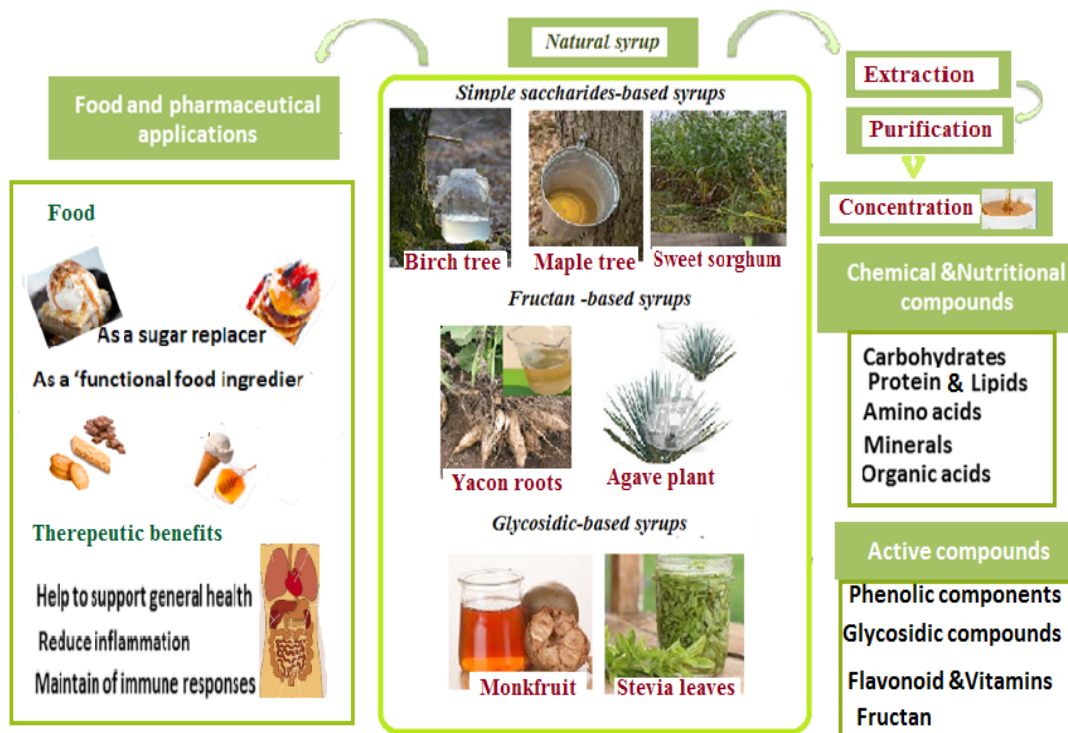 Natural syrup
Food and pharmaceutical
applications
Food
As a sugar replacer
As a 'functional food ingredier
Therepeutic benefits
Help to support general health
Reduce inflammation
Maintain of immune responses
Simple saccharides-based syrups
Birch tree
Maple tree
Sweet sorghum
Fructan -based syrups
Yacon roots
Agave plant
Glycosidic-based syrups
Monkfruit
Stevia leaves
Extraction
Purification
Concentration
Chemical &Nutritional
compounds
Carbohydrates
Protein & Lipids
Amino acids
Minerals
Organic acids
Active compounds
Phenolic components
Glycosidic compounds
Flavonoid &Vitamins
Fructan